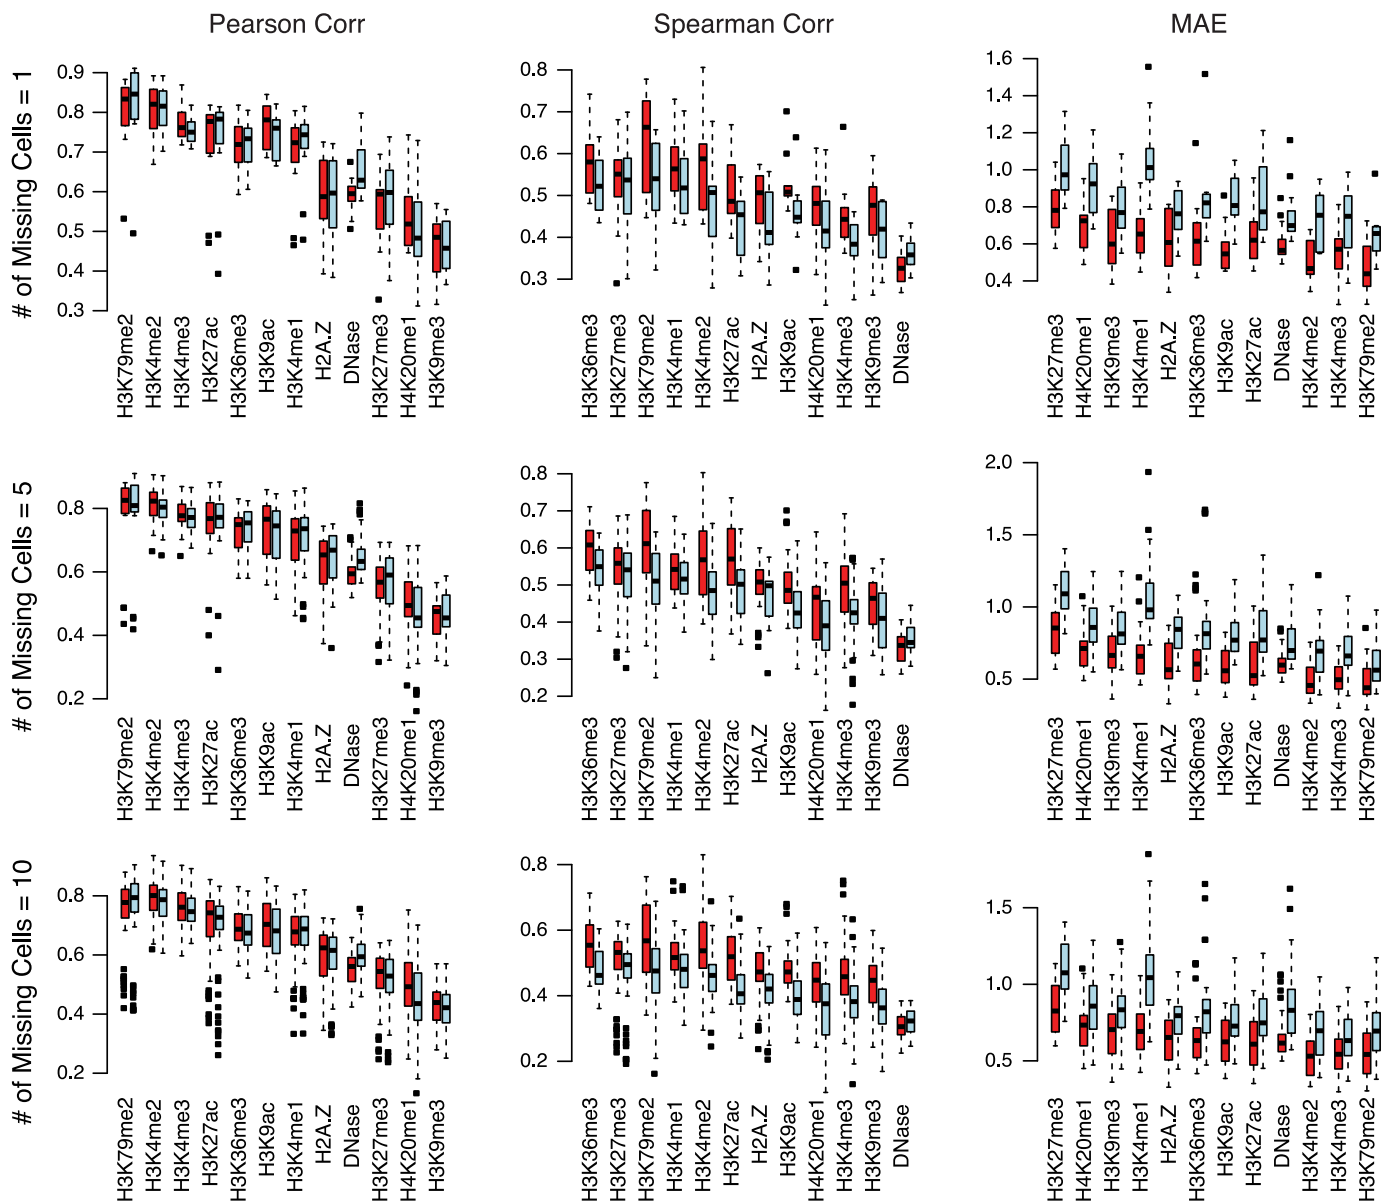 Pearson Corr
Spearman Corr
MAE
# of Missing Cells = 1
0.9
0.8
0.7
0.6
0.5
0.4
0.3
H3K79me2
H3K4me2
H3K4me3
H3K27ac
H3K36me3
H3K9ac
H3K4me1
H2A.Z
DNase
H3K27me3
H4K20me1
H3K9me3
0.8
0.7
0.6
0.5
0.4
0.3
H3K36me3
H3K27me3
H3K79me2
H3K4me1
H3K4me2
H3K27ac
H2A.Z
H3K9ac
H4K20me1
H3K4me3
H3K9me3
DNase
1.6
1.4
1.2
1.0
0.8
0.6
0.4
H3K27me3
H4K20me1
H3K9me3
H3K4me1
H2A.Z
H3K36me3
H3K9ac
H3K27ac
DNase
H3K4me2
H3K4me3
H3K79me2
# of Missing Cells = 5
0.8
0.6
0.4
0.2
H3K79me2
H3K4me2
H3K4me3
H3K27ac
H3K36me3
H3K9ac
H3K4me1
H2A.Z
DNase
H3K27me3
H4K20me1
H3K9me3
0.8
0.7
0.6
0.5
0.4
0.3
0.2
H3K36me3
H3K27me3
H3K79me2
H3K4me1
H3K4me2
H3K27ac
H2A.Z
H3K9ac
H4K20me1
H3K4me3
H3K9me3
DNase
2.0
1.5
1.0
0.5
H3K27me3
H4K20me1
H3K9me3
H3K4me1
H2A.Z
H3K36me3
H3K9ac
H3K27ac
DNase
H3K4me2
H3K4me3
H3K79me2
# of Missing Cells = 10
0.8
0.6
0.4
0.2
H3K79me2
H3K4me2
H3K4me3
H3K27ac
H3K36me3
H3K9ac
H3K4me1
H2A.Z
DNase
H3K27me3
H4K20me1
H3K9me3
0.8
0.6
0.4
0.2
H3K36me3
H3K27me3
H3K79me2
H3K4me1
H3K4me2
H3K27ac
H2A.Z
H3K9ac
H4K20me1
H3K4me3
H3K9me3
DNase
1.5
1.0
0.5
H3K27me3
H4K20me1
H3K9me3
H3K4me1
H2A.Z
H3K36me3
H3K9ac
H3K27ac
DNase
H3K4me2
H3K4me3
H3K79me2